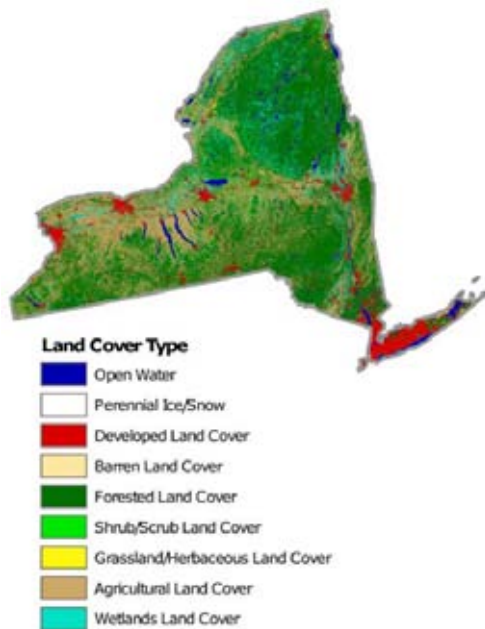 Land Cover Type
Open Water
Perennial Ice/Snow
Developed Land Cover
Barren Land Cover
Forested Land Cover
Shrub/Scrub Land Cover
Grassland/Herbaceous Land Cover
Agricultural Land Cover
Wetlands Land Cover